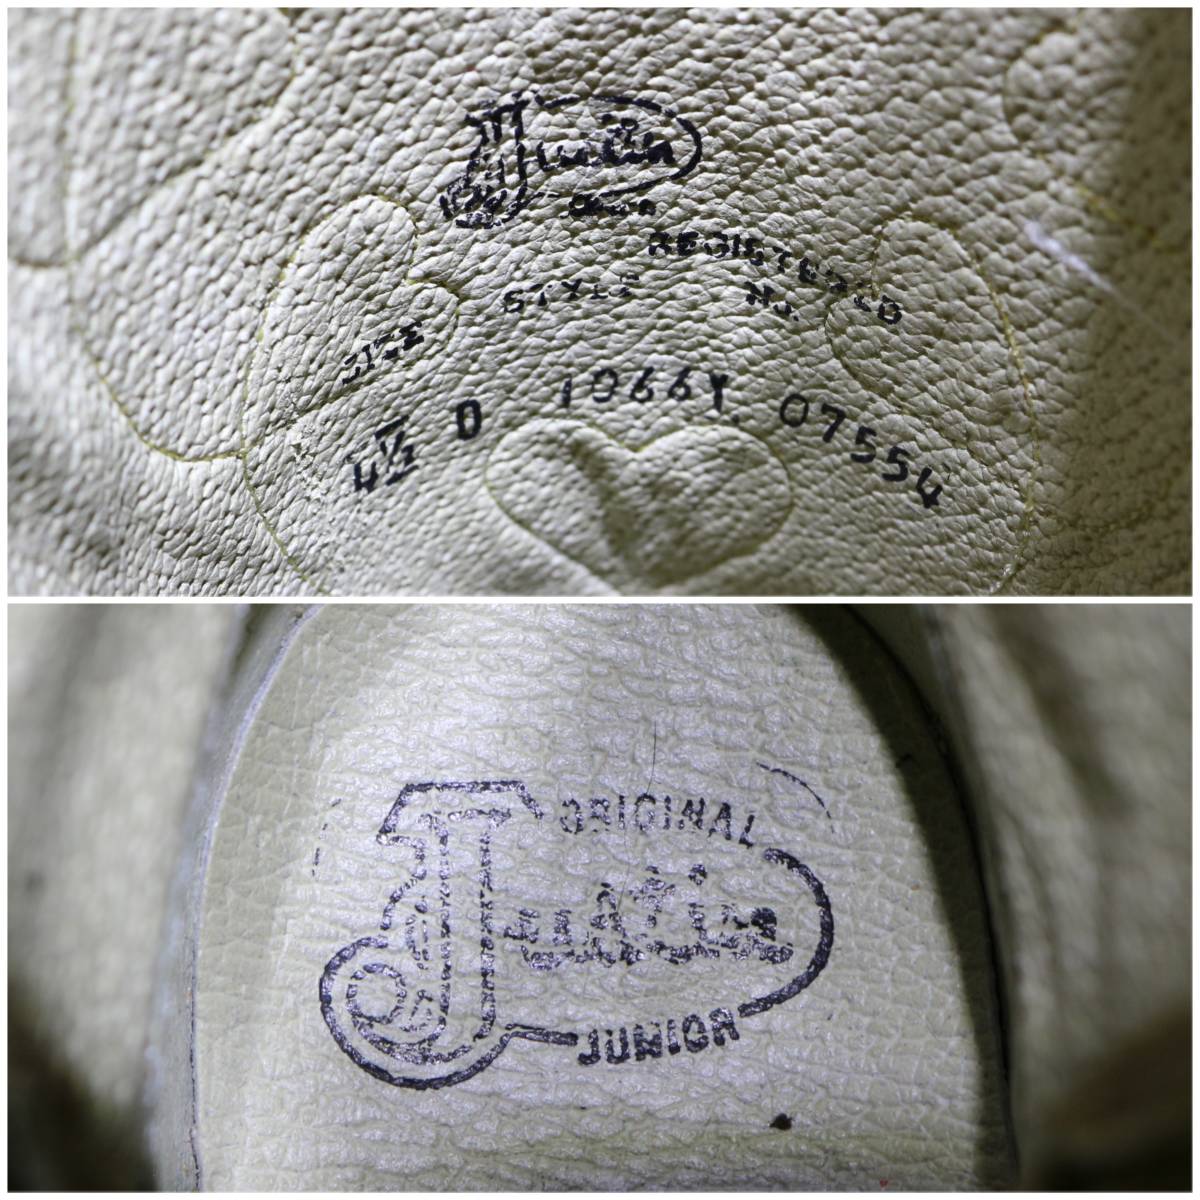 Justin
REGISTERED
SIZE STYLE No.
4½ D 1066Y 07554
ORIGINAL
Justin
JUNIOR